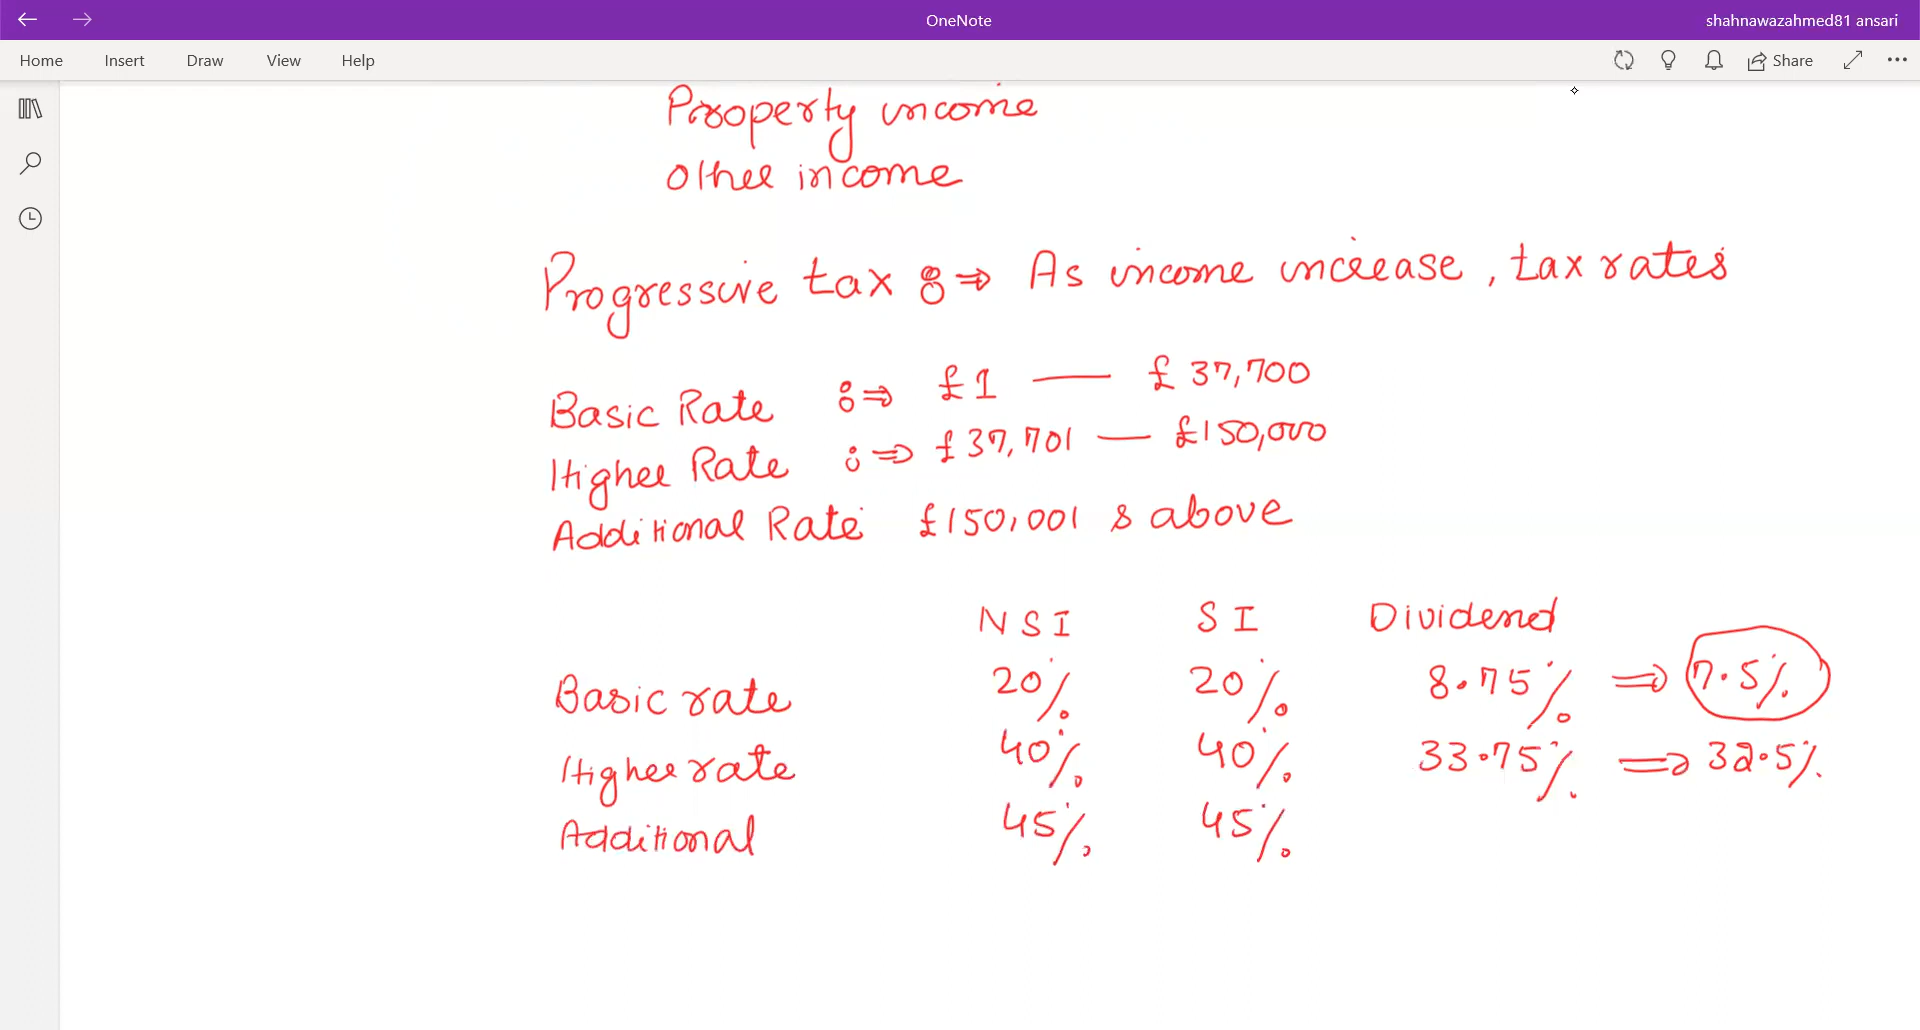 OneNote
shahnawazahmed81 ansari
Home Insert Draw View Help Share
Property income
Other income
Progressive tax :⇒ As income increase, tax rates
Basic Rate :⇒ £1 — £37,700
Higher Rate :⇒ £37,701 — £150,000
Additional Rate £150,001 & above
NSI SI Dividend
Basic rate 20% 20% 8.75% ⇒ 7.5%
Higher rate 40% 40% 33.75% ⇒ 32.5%
Additional 45% 45%